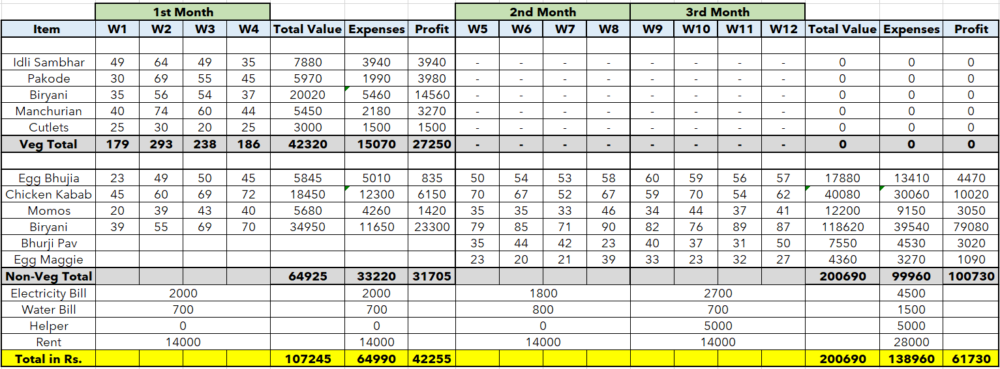 1st Month 2nd Month 3rd Month
Item W1 W2 W3 W4 Total Value Expenses Profit W5 W6 W7 W8 W9 W10 W11 W12 Total Value Expenses Profit
Idli Sambhar 49 64 49 35 7880 3940 3940 - - - - - - - - 0 0 0
Pakode 30 69 55 45 5970 1990 3980 - - - - - - - - 0 0 0
Biryani 35 56 54 37 20020 5460 14560 - - - - - - - - 0 0 0
Manchurian 40 74 60 44 5450 2180 3270 - - - - - - - - 0 0 0
Cutlets 25 30 20 25 3000 1500 1500 - - - - - - - - 0 0 0
Veg Total 179 293 238 186 42320 15070 27250 - - - - - - - - 0 0 0
Egg Bhujia 23 49 50 45 5845 5010 835 50 54 53 58 60 59 56 57 17880 13410 4470
Chicken Kabab 45 60 69 72 18450 12300 6150 70 67 52 67 59 70 54 62 40080 30060 10020
Momos 20 39 43 40 5680 4260 1420 35 35 33 46 34 44 37 41 12200 9150 3050
Biryani 39 55 69 70 34950 11650 23300 79 85 71 90 82 76 89 87 118620 39540 79080
Bhurji Pav 35 44 42 23 40 37 31 50 7550 4530 3020
Egg Maggie 23 20 21 39 33 23 32 27 4360 3270 1090
Non-Veg Total 64925 33220 31705 200690 99960 100730
Electricity Bill 2000 2000 1800 2700 4500
Water Bill 700 700 800 700 1500
Helper 0 0 0 5000 5000
Rent 14000 14000 14000 14000 28000
Total in Rs. 107245 64990 42255 200690 138960 61730